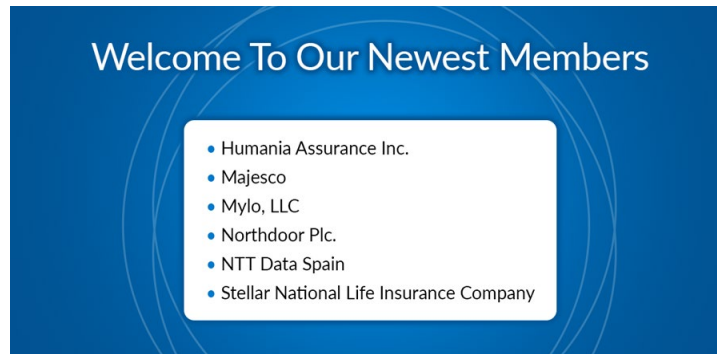 Welcome To Our Newest Members
• Humania Assurance Inc.
• Majesco
• Mylo, LLC
• Northdoor Plc.
• NTT Data Spain
• Stellar National Life Insurance Company